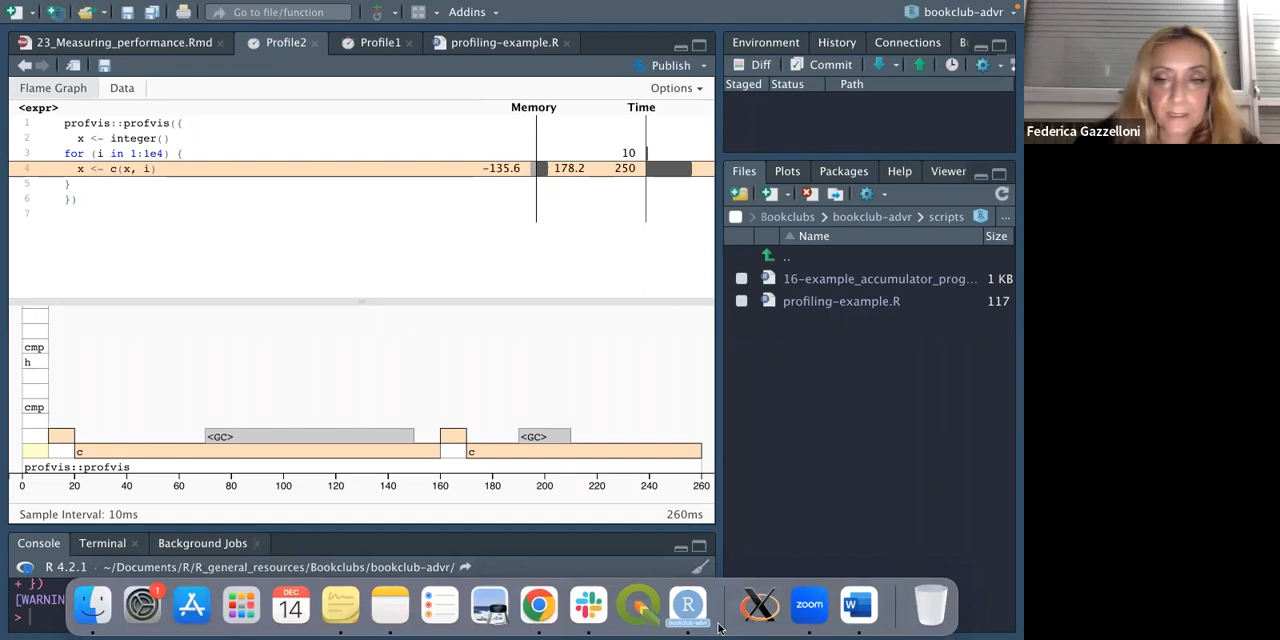 Go to file/function
Addins
bookclub-advr
23_Measuring_performance.Rmd
Profile2
Profile1
profiling-example.R
Publish
Flame Graph
Data
Options
<expr>
Memory
Time
1 profvis::profvis({
2 x <- integer()
3 for (i in 1:1e4) { 10
4 x <- c(x, i) -135.6 178.2 250
5 }
6 })
7
cmp
h
cmp
<GC>
<GC>
c
c
profvis::profvis
0 20 40 60 80 100 120 140 160 180 200 220 240 260
Sample Interval: 10ms
260ms
Console
Terminal
Background Jobs
R 4.2.1 · ~/Documents/R/R_general_resources/Bookclubs/bookclub-advr/
+ })
[WARNIN
>
Environment
History
Connections
Diff
Commit
Staged
Status
Path
Files
Plots
Packages
Help
Viewer
Bookclubs
bookclub-advr
scripts
...
Name
Size
..
16-example_accumulator_prog... 1 KB
profiling-example.R 117
Federica Gazzelloni
1
DEC
14
R
bookclub-advr
X
zoom
W